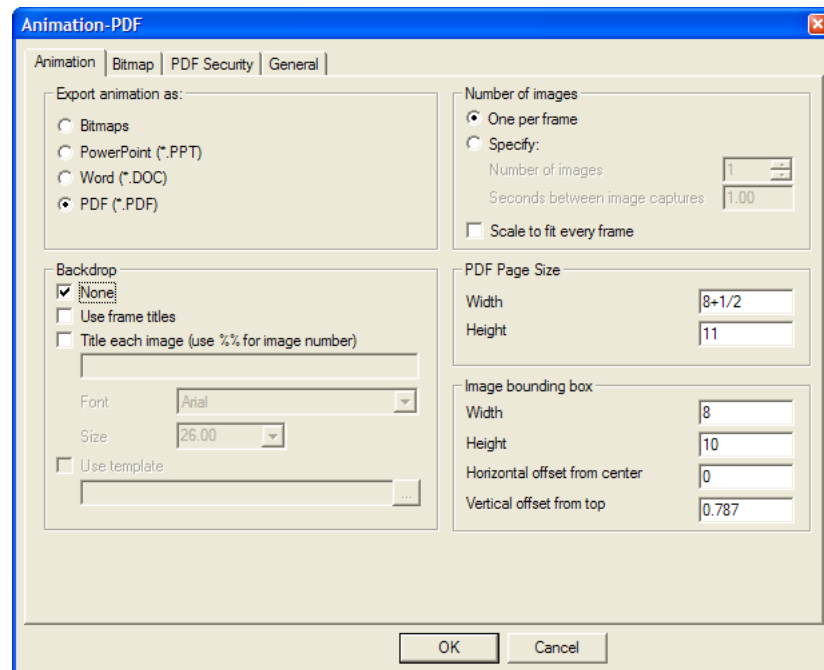 Animation-PDF
Animation
Bitmap
PDF Security
General
Export animation as:
Bitmaps
PowerPoint (*.PPT)
Word (*.DOC)
PDF (*.PDF)
Number of images
One per frame
Specify:
Number of images 1
Seconds between image captures 1.00
Scale to fit every frame
Backdrop
None
Use frame titles
Title each image (use %% for image number)
Font Arial
Size 26.00
Use template
...
PDF Page Size
Width 8+1/2
Height 11
Image bounding box
Width 8
Height 10
Horizontal offset from center 0
Vertical offset from top 0.787
OK
Cancel